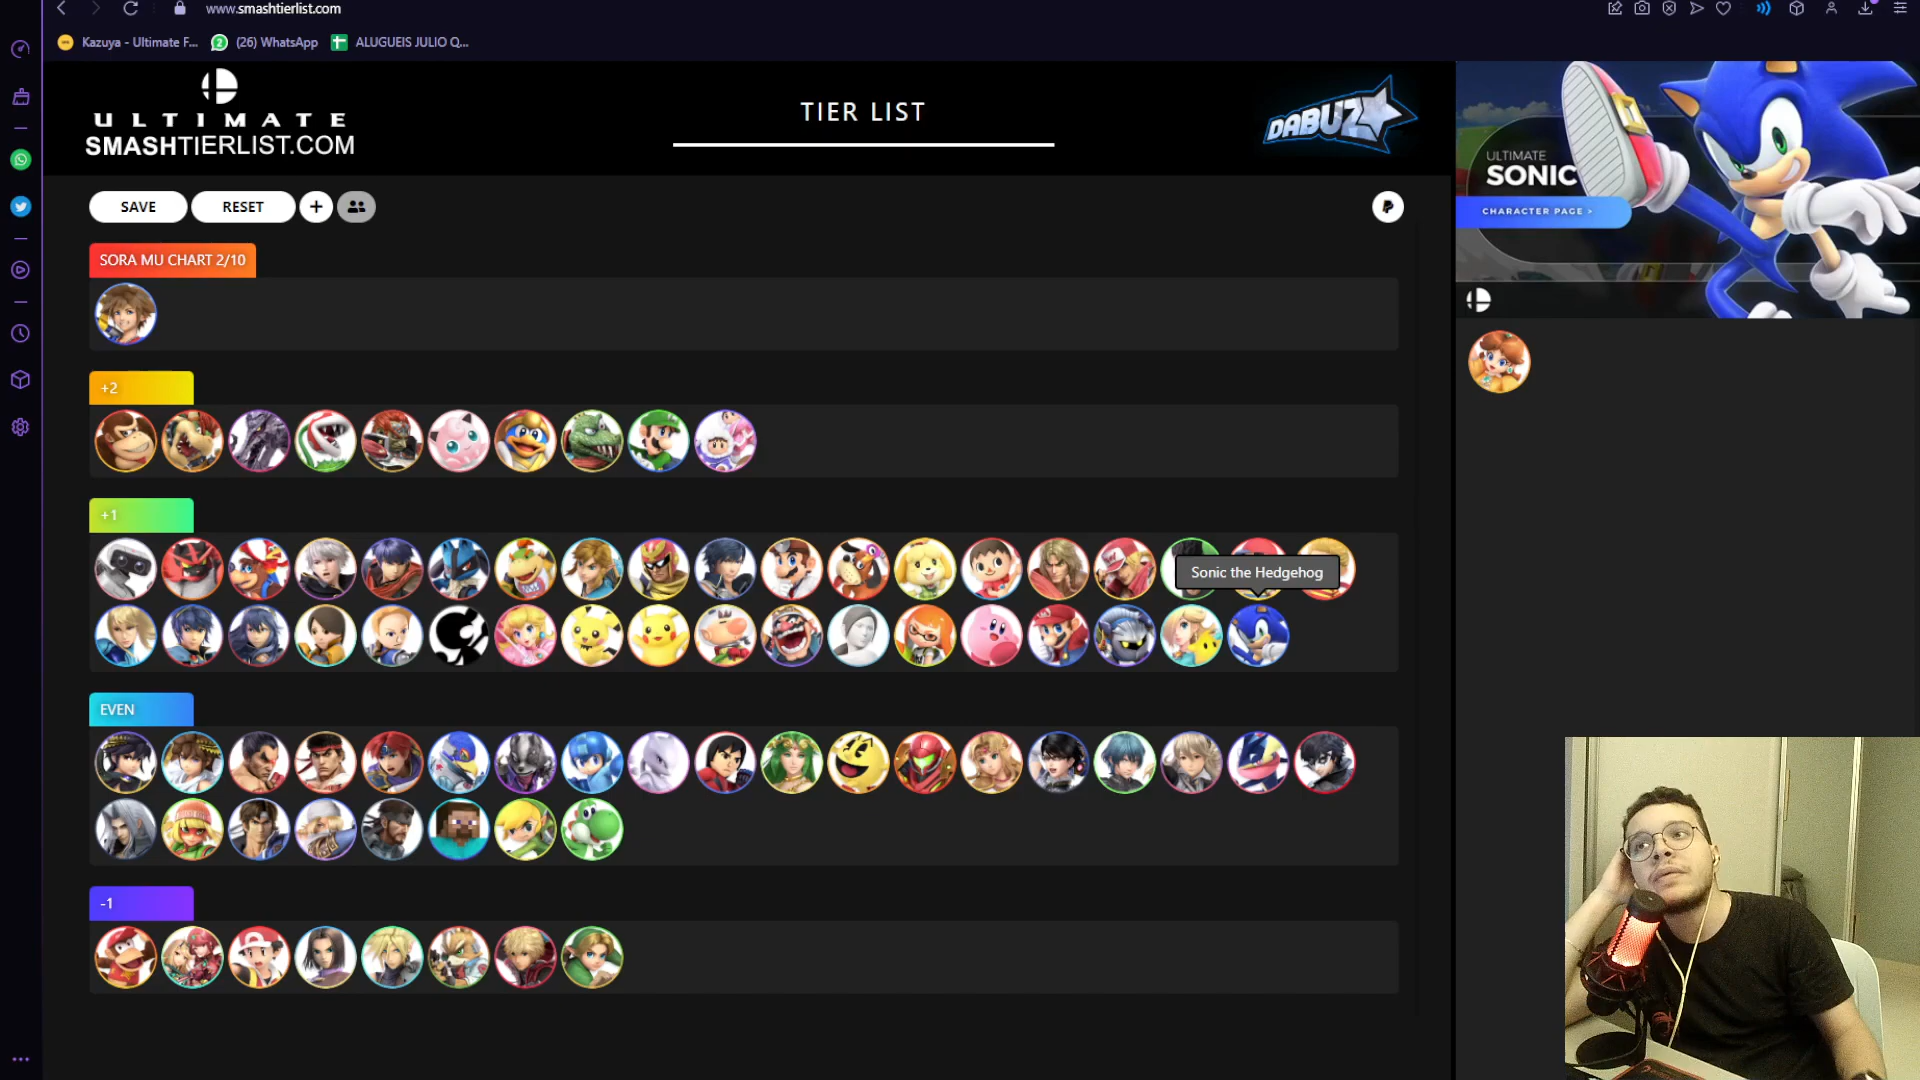 www.smashtierlist.com
Kazuya - Ultimate F...
2
(26) WhatsApp
ALUGUEIS JULIO Q...
ULTIMATE
SMASHTIERLIST.COM
TIER LIST
DABUZ
ULTIMATE
SONIC
CHARACTER PAGE >
SAVE
RESET
+
SORA MU CHART 2/10
+2
+1
Sonic the Hedgehog
EVEN
-1